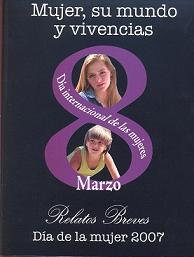 Mujer, su mundo
y vivencias
Día internacional de las mujeres
8
Marzo
Relatos Breves
Día de la mujer 2007